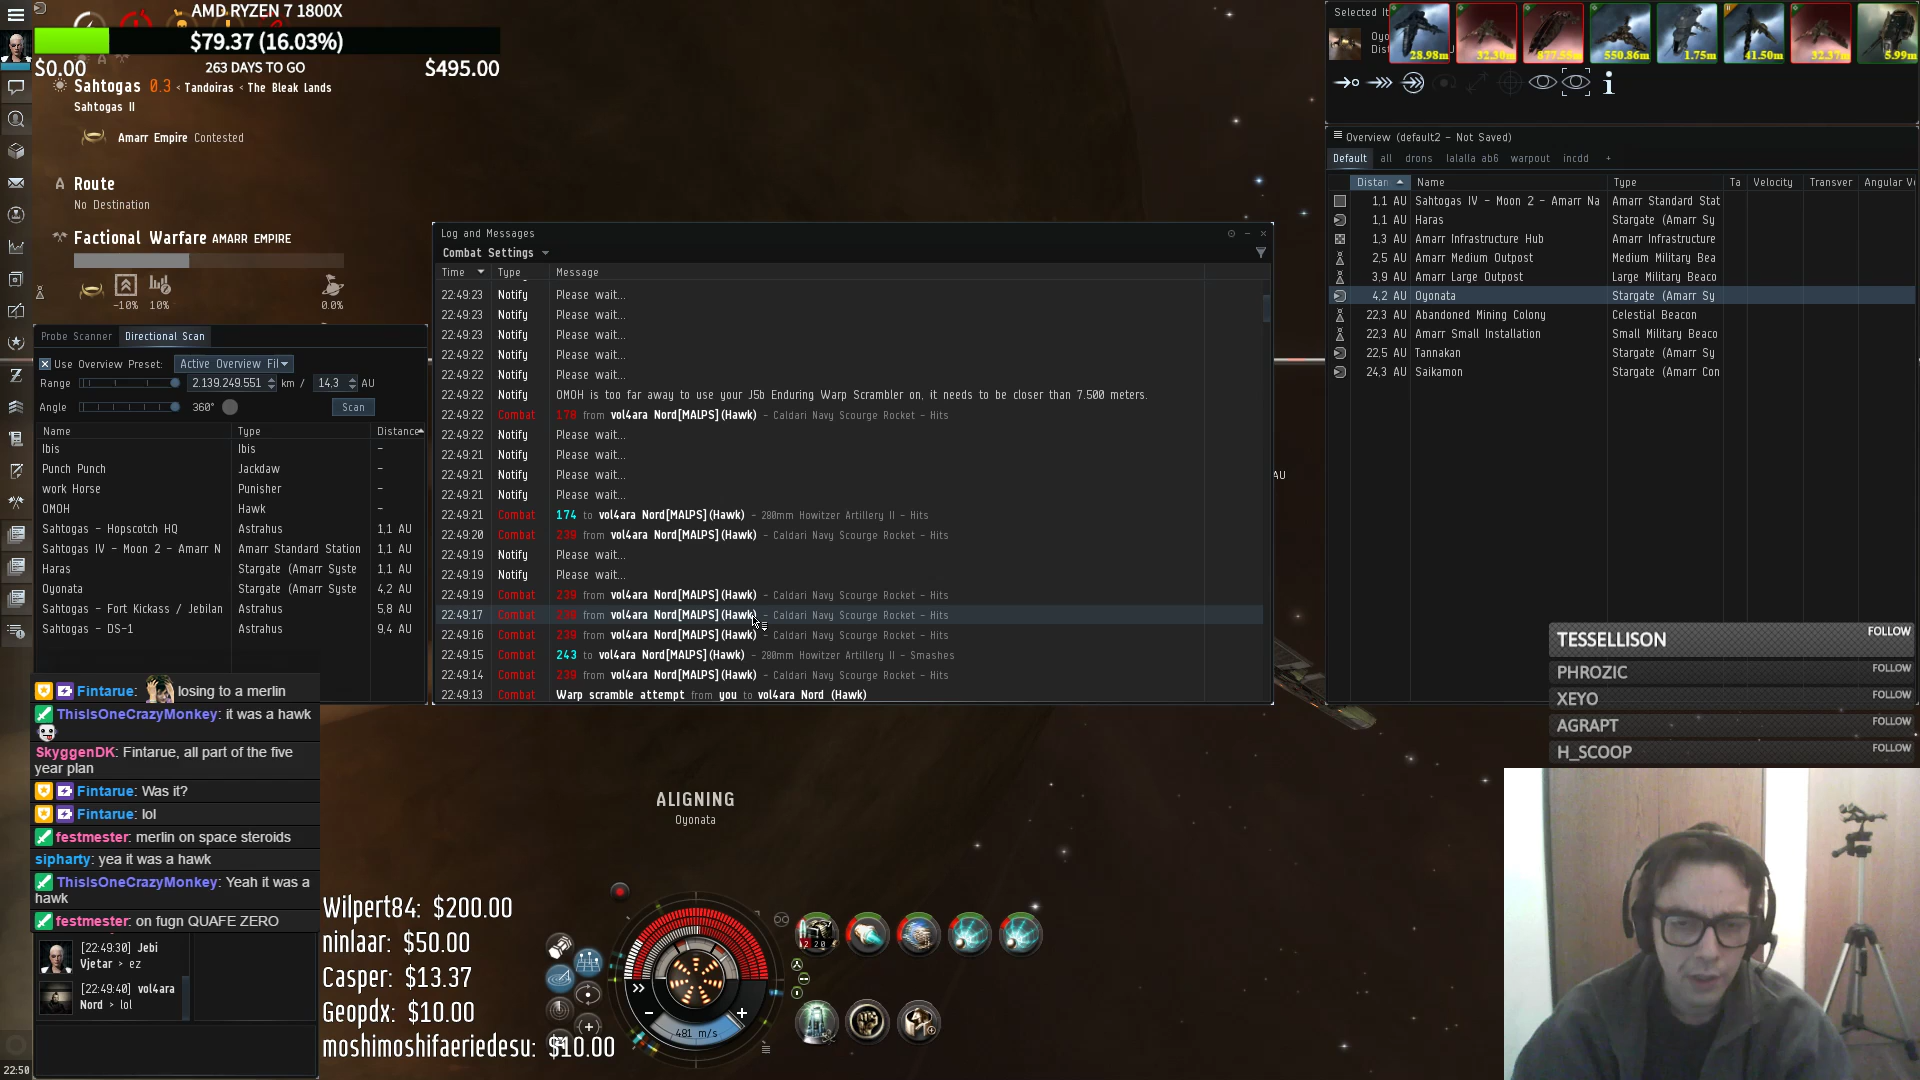 AMD RYZEN 7 1800X
$79.37 (16.03%)
$0.00
263 DAYS TO GO
$495.00
Sahtogas 0.3 < Tandoiras < The Bleak Lands
Sahtogas II
Amarr Empire Contested
Route
No Destination
Factional Warfare AMARR EMPIRE
-10%
10%
0.0%
Probe Scanner
Directional Scan
Use Overview Preset:
Active Overview Fil
Range
2.139.249.551
km /
14,3
AU
Angle
360°
Scan
Name
Type
Distance
Ibis
Ibis
-
Punch Punch
Jackdaw
-
work Horse
Punisher
-
OMOH
Hawk
-
Sahtogas - Hopscotch HQ
Astrahus
1,1 AU
Sahtogas IV - Moon 2 - Amarr N
Amarr Standard Station
1,1 AU
Haras
Stargate (Amarr Syste
1,1 AU
Oyonata
Stargate (Amarr Syste
4,2 AU
Sahtogas - Fort Kickass / Jebilan
Astrahus
5,8 AU
Sahtogas - DS-1
Astrahus
9,4 AU
Log and Messages
Combat Settings
Time
Type
Message
22:49:23 Notify Please wait...
22:49:23 Notify Please wait...
22:49:23 Notify Please wait...
22:49:22 Notify Please wait...
22:49:22 Notify Please wait...
22:49:22 Notify OMOH is too far away to use your J5b Enduring Warp Scrambler on, it needs to be closer than 7.500 meters.
22:49:22 Combat 178 from vol4ara Nord[MALPS](Hawk) - Caldari Navy Scourge Rocket - Hits
22:49:22 Notify Please wait...
22:49:21 Notify Please wait...
22:49:21 Notify Please wait...
22:49:21 Notify Please wait...
22:49:21 Combat 174 to vol4ara Nord[MALPS](Hawk) - 280mm Howitzer Artillery II - Hits
22:49:20 Combat 239 from vol4ara Nord[MALPS](Hawk) - Caldari Navy Scourge Rocket - Hits
22:49:19 Notify Please wait...
22:49:19 Notify Please wait...
22:49:19 Combat 239 from vol4ara Nord[MALPS](Hawk) - Caldari Navy Scourge Rocket - Hits
22:49:17 Combat 239 from vol4ara Nord[MALPS](Hawk) - Caldari Navy Scourge Rocket - Hits
22:49:16 Combat 239 from vol4ara Nord[MALPS](Hawk) - Caldari Navy Scourge Rocket - Hits
22:49:15 Combat 243 to vol4ara Nord[MALPS](Hawk) - 280mm Howitzer Artillery II - Smashes
22:49:14 Combat 239 from vol4ara Nord[MALPS](Hawk) - Caldari Navy Scourge Rocket - Hits
22:49:13 Combat Warp scramble attempt from you to vol4ara Nord (Hawk)
AU
Selected It
28.98m
32.30m
877.55m
550.86m
1.75m
41.50m
32.37m
5.99m
Overview (default2 - Not Saved)
Default
all
drons
lalalla ab6
warpout
incdd
+
Distan
Name
Type
Ta
Velocity
Transver
Angular V
1,1 AU Sahtogas IV - Moon 2 - Amarr Na Amarr Standard Stat
1,1 AU Haras Stargate (Amarr Sy
1,3 AU Amarr Infrastructure Hub Amarr Infrastructure
2,5 AU Amarr Medium Outpost Medium Military Bea
3,9 AU Amarr Large Outpost Large Military Beaco
4,2 AU Oyonata Stargate (Amarr Sy
22,3 AU Abandoned Mining Colony Celestial Beacon
22,3 AU Amarr Small Installation Small Military Beaco
22,5 AU Tannakan Stargate (Amarr Sy
24,3 AU Saikamon Stargate (Amarr Con
TESSELLISON FOLLOW
PHROZIC FOLLOW
XEYO FOLLOW
AGRAPT FOLLOW
H_SCOOP FOLLOW
Fintarue: losing to a merlin
ThisIsOneCrazyMonkey: it was a hawk
SkyggenDK: Fintarue, all part of the five
year plan
Fintarue: Was it?
Fintarue: lol
festmester: merlin on space steroids
sipharty: yea it was a hawk
ThisIsOneCrazyMonkey: Yeah it was a
hawk
festmester: on fugn QUAFE ZERO
[22:49:30] Jebi
Vjetar > ez
[22:49:40] vol4ara
Nord > lol
22:50
ALIGNING
Oyonata
Wilpert84: $200.00
ninlaar: $50.00
Casper: $13.37
Geopdx: $10.00
moshimoshifaeriedesu: $10.00
481 m/s